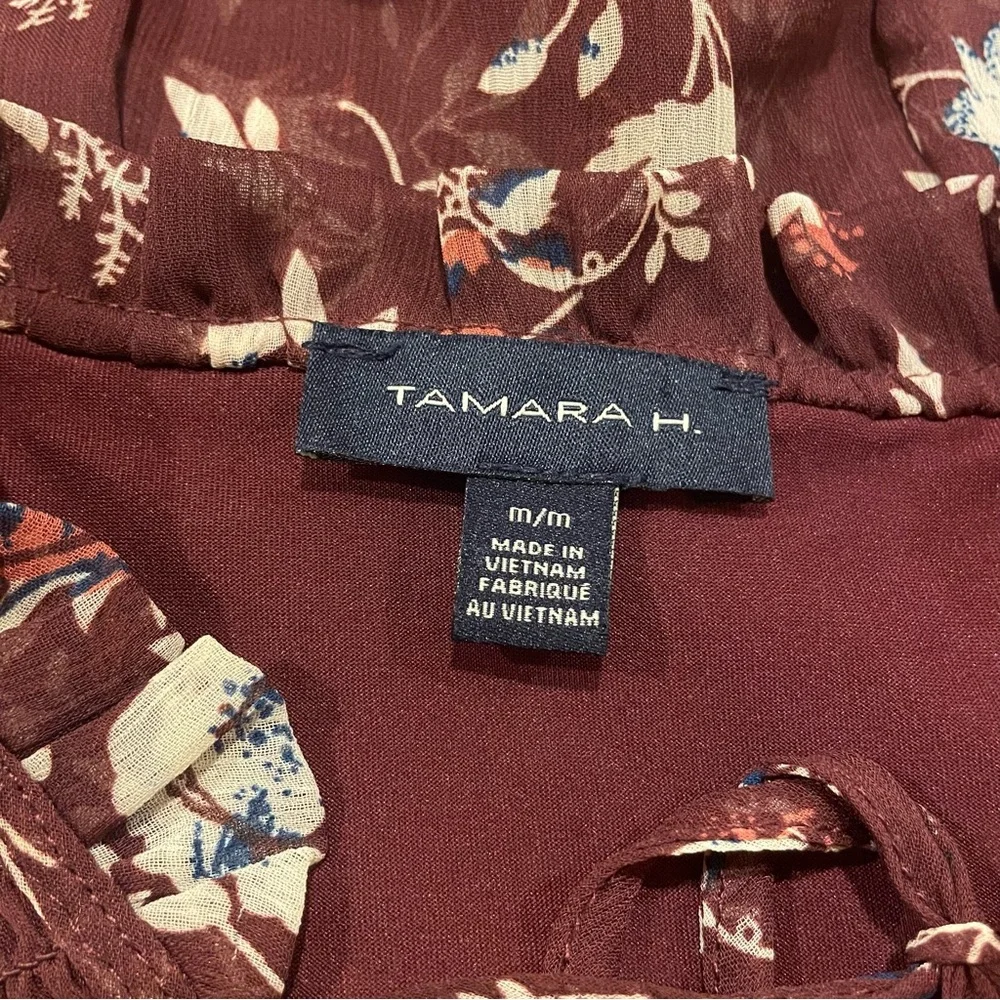 TAMARA H.
m/m
MADE IN
VIETNAM
FABRIQUÉ
AU VIETNAM